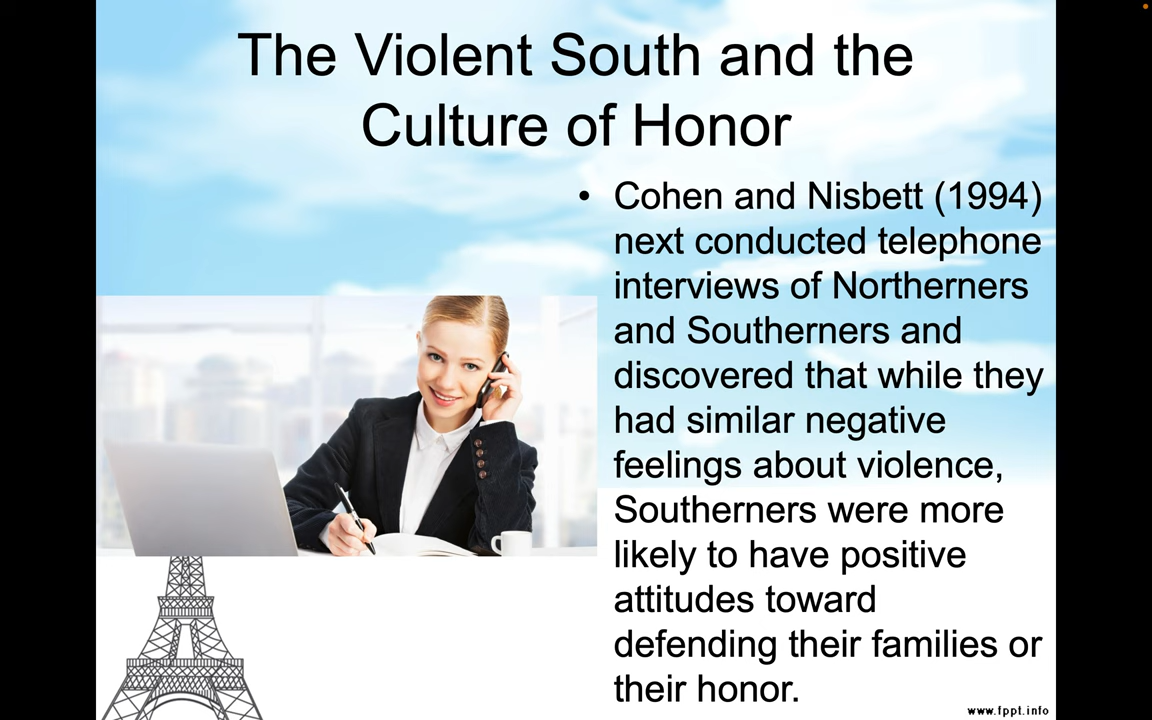 The Violent South and the
Culture of Honor
• Cohen and Nisbett (1994)
next conducted telephone
interviews of Northerners
and Southerners and
discovered that while they
had similar negative
feelings about violence,
Southerners were more
likely to have positive
attitudes toward
defending their families or
their honor.
www.fppt.info